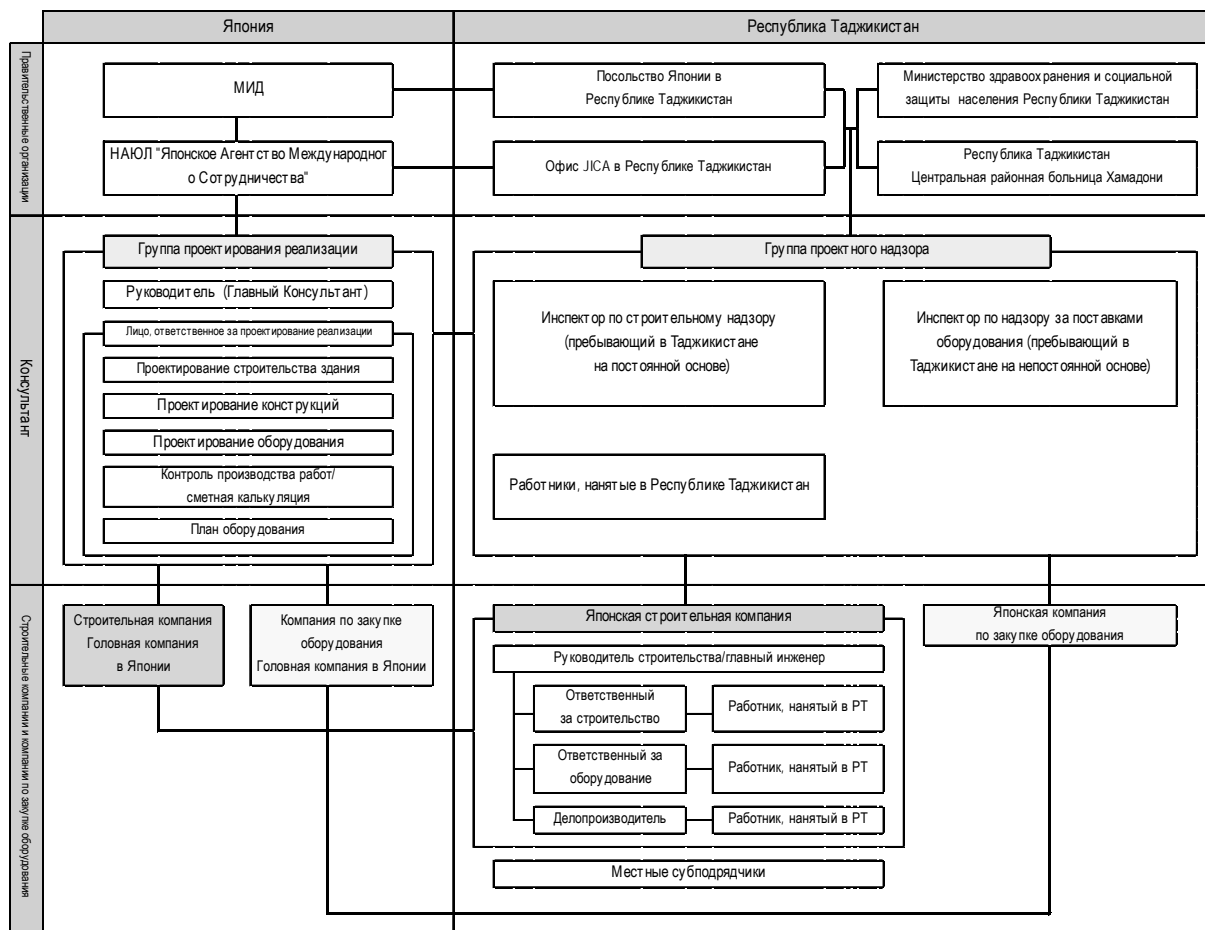 Япония
Республика Таджикистан
Правительственные организации
МИД
Посольство Японии в
Республике Таджикистан
Министерство здравоохранения и социальной
защиты населения Респблики Таджикистан
НАЮЛ "Японское Агентство Международног
о Сотрудничества"
Офис JICA в Республике Таджикистан
Республика Таджикистан
Центральная районная больница Хамадони
Консультант
Группа проектирования реализации
Руководитель (Главный Консультант)
Лицо, ответственное за проектирование реализации
Проектирование строительства здания
Проектирование конструкций
Проектирование оборудования
Контроль производства работ/
сметная калькуляция
План оборудования
Группа проектного надзора
Инспектор по строительному надзору
(пребывающий в Таджикистане
на постоянной основе)
Инспектор по надзору за поставками
оборудования (пребывающий в
Таджикистане на непостоянной основе)
Работники, нанятые в Республике Таджикистан
Строительные компании и компании по закупке оборудования
Строительная компания
Головная компания
в Японии
Компания по закупке
оборудования
Головная компания в Японии
Японская строительная компания
Руководитель строительства/главный инженер
Ответственный
за строительство
Работник, нанятый в РТ
Ответственный за
оборудование
Работник, нанятый в РТ
Делопроизводитель
Работник, нанятый в РТ
Местные субподрядчики
Японская компания
по закупке оборудования